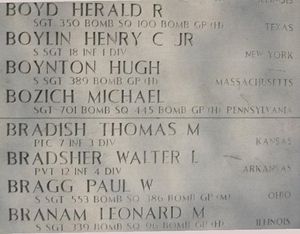 BOYD HERALD R
SGT 350 BOMB SQ 100 BOMB GP (H) TEXAS
BOYLIN HENRY C JR
S SGT 18 INF 1 DIV NEW YORK
BOYNTON HUGH
S SGT 389 BOMB GP (H) MASSACHUSETTS
BOZICH MICHAEL
SGT 701 BOMB SQ 445 BOMB GP (H) PENNSYLVANIA
BRADISH THOMAS M
PFC 7 INF 3 DIV KANSAS
BRADSHER WALTER L
PVT 12 INF 4 DIV ARKANSAS
BRAGG PAUL W
S SGT 553 BOMB SQ 386 BOMB GP (M) OHIO
BRANAM LEONARD M
S SGT 339 BOMB SQ 96 BOMB GP (H) ILLINOIS